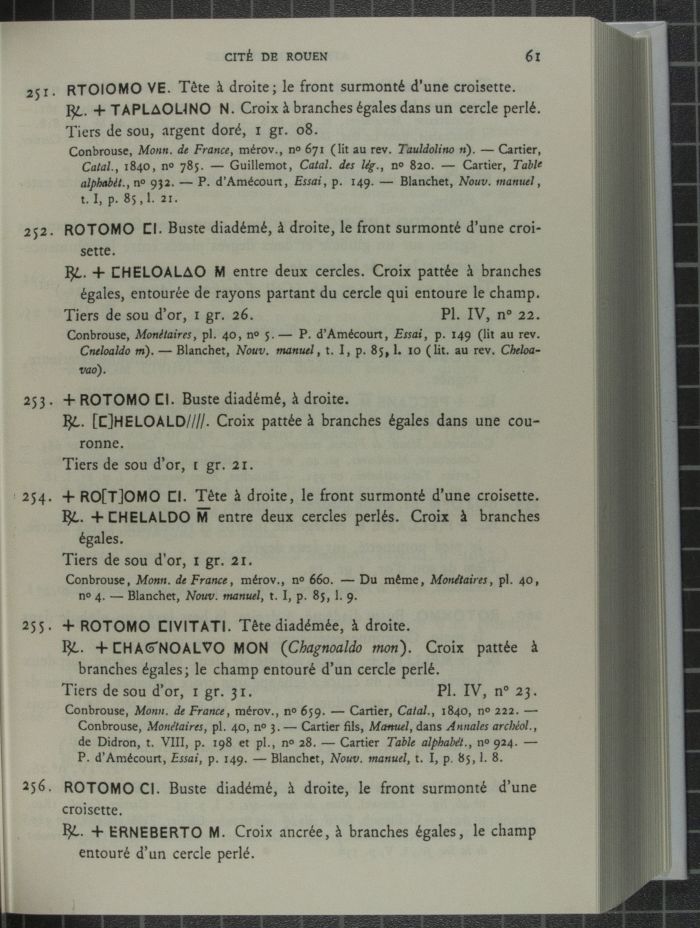 CITÉ DE ROUEN 61
251. RTOIOMO VE. Tête à droite; le front surmonté d'une croisette.
℟. + TAPLΔOLINO N. Croix à branches égales dans un cercle perlé.
Tiers de sou, argent doré, 1 gr. 08.
Conbrouse, Monn. de France, mérov., nº 671 (lit au rev. Tauldolino n). — Cartier,
Catal., 1840, nº 785. — Guillemot, Catal. des lég., nº 820. — Cartier, Table
alphabét., nº 932. — P. d'Amécourt, Essai, p. 149. — Blanchet, Nouv. manuel,
t. I, p. 85, l. 21.
252. ROTOMO ⊏I. Buste diadémé, à droite, le front surmonté d'une croi-
sette.
℟. + ⊏HELOALΔO M entre deux cercles. Croix pattée à branches
égales, entourée de rayons partant du cercle qui entoure le champ.
Tiers de sou d'or, 1 gr. 26. Pl. IV, nº 22.
Conbrouse, Monétaires, pl. 40, nº 5. — P. d'Amécourt, Essai, p. 149 (lit au rev.
Cneloaldo m). — Blanchet, Nouv. manuel, t. I, p. 85, l. 10 (lit. au rev. Cheloa-
vao).
253. + ROTOMO ⊏I. Buste diadémé, à droite.
℟. [⊏]HELOALD////. Croix pattée à branches égales dans une cou-
ronne.
Tiers de sou d'or, 1 gr. 21.
254. + RO[T]OMO ⊏I. Tête à droite, le front surmonté d'une croisette.
℟. + ⊏HELALDO M̅ entre deux cercles perlés. Croix à branches
égales.
Tiers de sou d'or, 1 gr. 21.
Conbrouse, Monn. de France, mérov., nº 660. — Du même, Monétaires, pl. 40,
nº 4. — Blanchet, Nouv. manuel, t. I, p. 85, l. 9.
255. + ROTOMO ⊏IVITATI. Tête diadémée, à droite.
℟. + ⊏HAGNOALVO MON (Chagnoaldo mon). Croix pattée à
branches égales; le champ entouré d'un cercle perlé.
Tiers de sou d'or, 1 gr. 31. Pl. IV, nº 23.
Conbrouse, Monn. de France, mérov., nº 659. — Cartier, Catal., 1840, nº 222. —
Conbrouse, Monétaires, pl. 40, nº 3. — Cartier fils, Manuel, dans Annales archéol.,
de Didron, t. VIII, p. 198 et pl., nº 28. — Cartier Table alphabét., nº 924. —
P. d'Amécourt, Essai, p. 149. — Blanchet, Nouv. manuel, t. I, p. 85, l. 8.
256. ROTOMO CI. Buste diadémé, à droite, le front surmonté d'une
croisette.
℟. + ERNEBERTO M. Croix ancrée, à branches égales, le champ
entouré d'un cercle perlé.